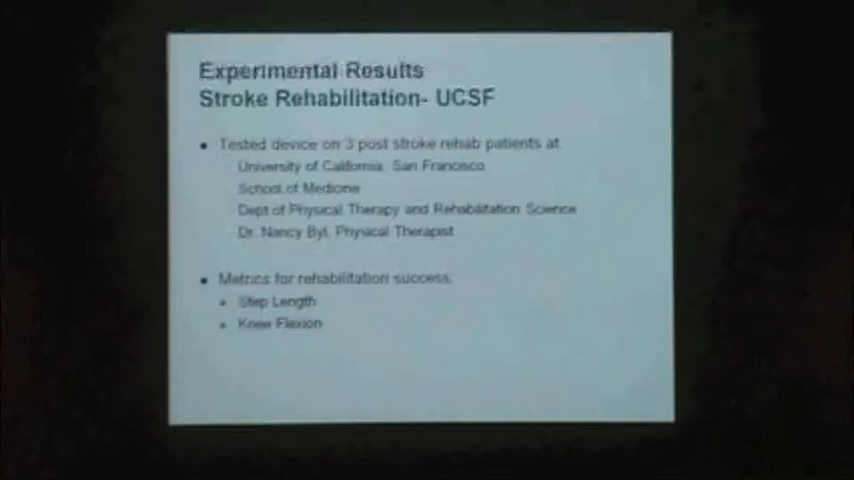 Experimental Results
Stroke Rehabilitation- UCSF
• Tested device on 3 post stroke rehab patients at
University of California, San Francisco
School of Medicine
Dept of Physical Therapy and Rehabilitation Science
Dr. Nancy Byl, Physical Therapist
• Metrics for rehabilitation success:
• Step Length
• Knee Flexion